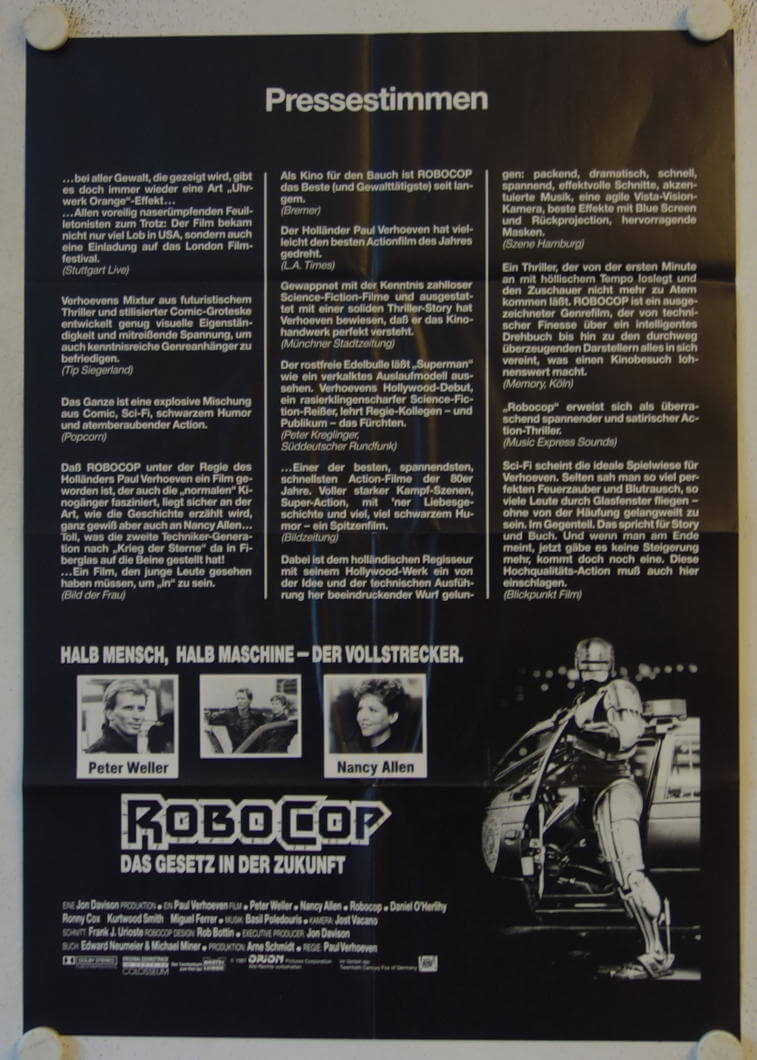 Pressestimmen
...bei aller Gewalt, die gezeigt wird, gibt
es doch immer wieder eine Art „Uhr-
werk Orange“-Effekt...
...Allen voreilig naserümpfenden Feuil-
letonisten zum Trotz: Der Film bekam
nicht nur viel Lob in USA, sondern auch
eine Einladung auf das London Film-
festival.
(Stuttgart Live)
Verhoevens Mixtur aus futuristischem
Thriller und stilisierter Comic-Groteske
entwickelt genug visuelle Eigenstän-
digkeit und mitreißende Spannung, um
auch kenntnisreiche Genreanhänger zu
befriedigen.
(Tip Siegerland)
Das Ganze ist eine explosive Mischung
aus Comic, Sci-Fi, schwarzem Humor
und atemberaubender Action.
(Popcorn)
Daß ROBOCOP unter der Regie des
Holländers Paul Verhoeven ein Film ge-
worden ist, der auch die „normalen“ Ki-
nogänger fasziniert, liegt sicher an der
Art, wie die Geschichte erzählt wird,
ganz gewiß aber auch an Nancy Allen...
Toll, was die zweite Techniker-Genera-
tion nach „Krieg der Sterne“ da in Fi-
berglas auf die Beine gestellt hat!
...Ein Film, den junge Leute gesehen
haben müssen, um „in“ zu sein.
(Bild der Frau)
Als Kino für den Bauch ist ROBOCOP
das Beste (und Gewalttätigste) seit lan-
gem.
(Bremer)
Der Holländer Paul Verhoeven hat viel-
leicht den besten Actionfilm des Jahres
gedreht.
(L.A. Times)
Gewappnet mit der Kenntnis zahlloser
Science-Fiction-Filme und ausgestat-
tet mit einer soliden Thriller-Story hat
Verhoeven bewiesen, daß er das Kino-
handwerk perfekt versteht.
(Münchner Stadtzeitung)
Der rostfreie Edelbulle läßt „Superman“
wie ein verkalktes Auslaufmodell aus-
sehen. Verhoevens Hollywood-Debut,
ein rasierklingenscharfer Science-Fic-
tion-Reißer, lehrt Regie-Kollegen – und
Publikum – das Fürchten.
(Peter Kreglinger,
Süddeutscher Rundfunk)
...Einer der besten, spannendsten,
schnellsten Action-Filme der 80er
Jahre. Voller starker Kampf-Szenen,
Super-Action, mit 'ner Liebesge-
schichte und viel, viel schwarzem Hu-
mor – ein Spitzenfilm.
(Bildzeitung)
Dabei ist dem holländischen Regisseur
mit seinem Hollywood-Werk ein von
der Idee und der technischen Ausfüh-
rung her beeindruckender Wurf gelun-
gen: packend, dramatisch, schnell,
spannend, effektvolle Schnitte, akzen-
tuierte Musik, eine agile Vista-Vision-
Kamera, beste Effekte mit Blue Screen
und Rückprojection, hervorragende
Masken.
(Szene Hamburg)
Ein Thriller, der von der ersten Minute
an mit höllischem Tempo loslegt und
den Zuschauer nicht mehr zu Atem
kommen läßt. ROBOCOP ist ein ausge-
zeichneter Genrefilm, der von techni-
scher Finesse über ein intelligentes
Drehbuch bis hin zu den durchweg
überzeugenden Darstellern alles in sich
vereint, was einen Kinobesuch loh-
nenswert macht.
(Memory, Köln)
„Robocop“ erweist sich als überra-
schend spannender und satirischer Ac-
tion-Thriller.
(Music Express Sounds)
Sci-Fi scheint die ideale Spielwiese für
Verhoeven. Selten sah man so viel per-
fekten Feuerzauber und Blutrausch, so
viele Leute durch Glasfenster fliegen –
ohne von der Häufung gelangweilt zu
sein. Im Gegenteil. Das spricht für Story
und Buch. Und wenn man am Ende
meint, jetzt gäbe es keine Steigerung
mehr, kommt doch noch eine. Diese
Hochqualitäts-Action muß auch hier
einschlagen.
(Blickpunkt Film)
HALB MENSCH, HALB MASCHINE – DER VOLLSTRECKER.
Peter Weller
Nancy Allen
ROBOCOP
DAS GESETZ IN DER ZUKUNFT
EINE Jon Davison PRODUKTION • EIN Paul Verhoeven FILM • Peter Weller • Nancy Allen • Robocop • Daniel O'Herlihy
Ronny Cox Kurtwood Smith Miguel Ferrer • MUSIK: Basil Poledouris • KAMERA: Jost Vacano
SCHNITT: Frank J. Urioste ROBOCOP DESIGN: Rob Bottin • EXECUTIVE PRODUCER: Jon Davison
BUCH: Edward Neumeier & Michael Miner • PRODUKTION: Arne Schmidt • REGIE: Paul Verhoeven
DOLBY STEREO
ORIGINAL SOUNDTRACK
COLOSSEUM
© 1987 ORION Pictures Corporation
Alle Rechte vorbehalten
Im Verleih der
Twentieth Century Fox of Germany
FOX